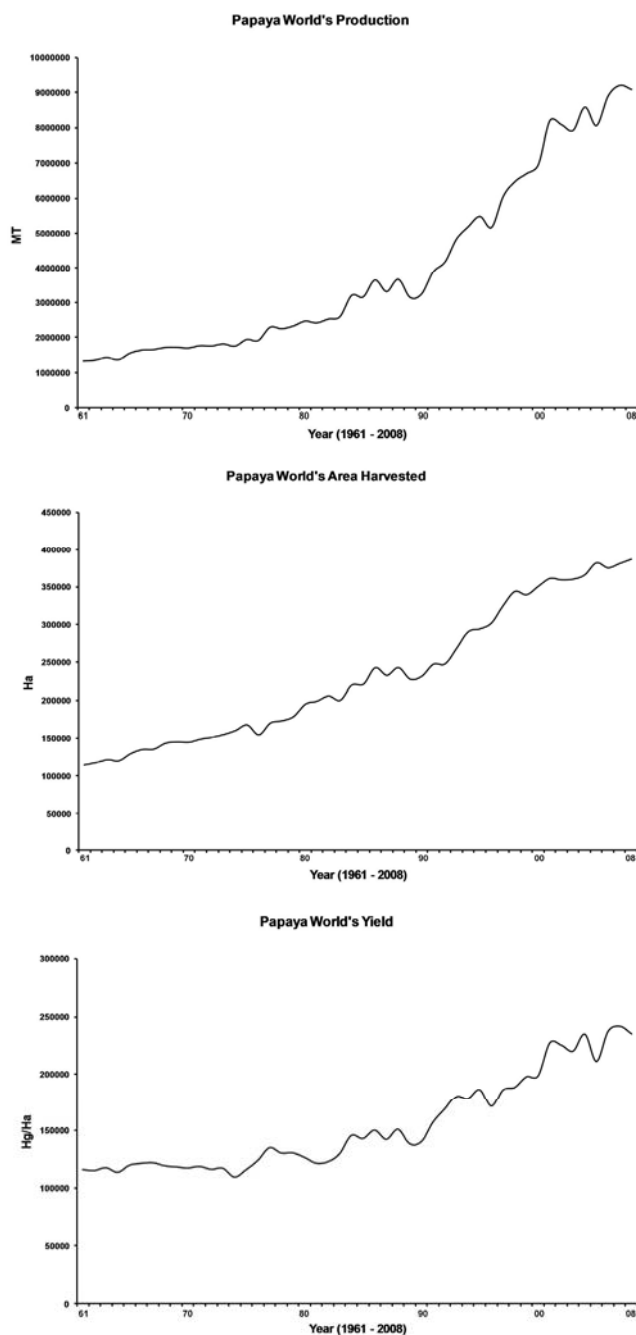 Papaya World's Production
10000000
9000000
8000000
7000000
6000000
5000000
4000000
3000000
2000000
1000000
0
MT
61 70 80 90 00 08
Year (1961 - 2008)
Papaya World's Area Harvested
450000
400000
350000
300000
250000
200000
150000
100000
50000
0
Ha
61 70 80 90 00 08
Year (1961 - 2008)
Papaya World's Yield
300000
250000
200000
150000
100000
50000
0
Hg/Ha
61 70 80 90 00 08
Year (1961 - 2008)